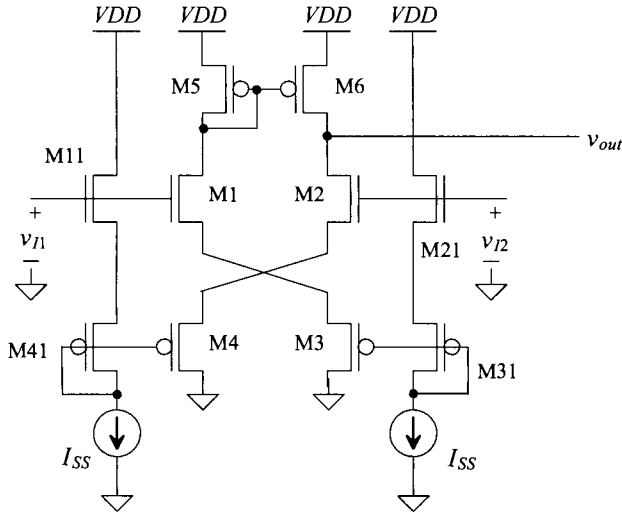 VDD VDD VDD VDD
M5 M6
v_out
M11
M1 M2
+ +
v_I1 M21 v_I2
– –
M41 M4 M3 M31
I_SS I_SS